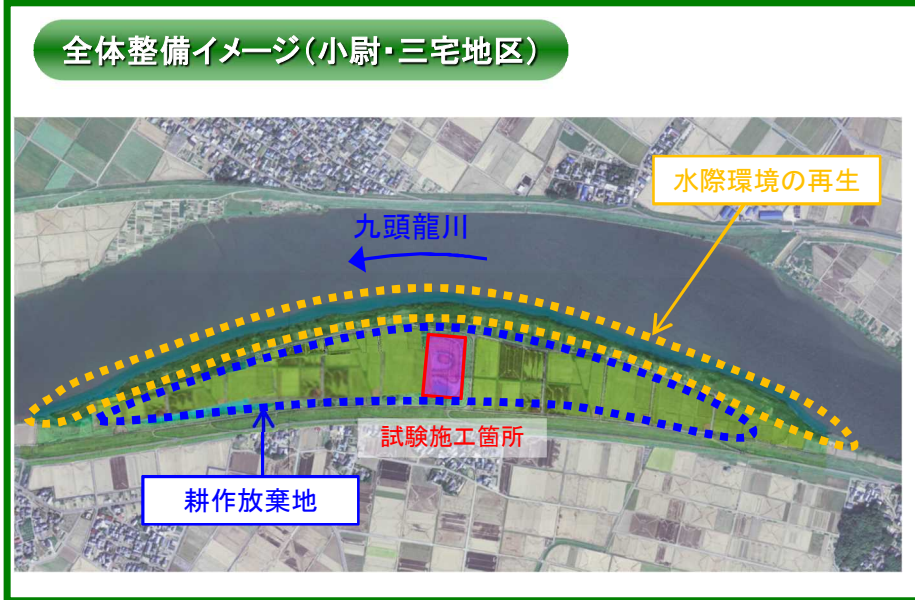 全体整備イメージ(小尉・三宅地区)
水際環境の再生
九頭龍川
試験施工箇所
耕作放棄地